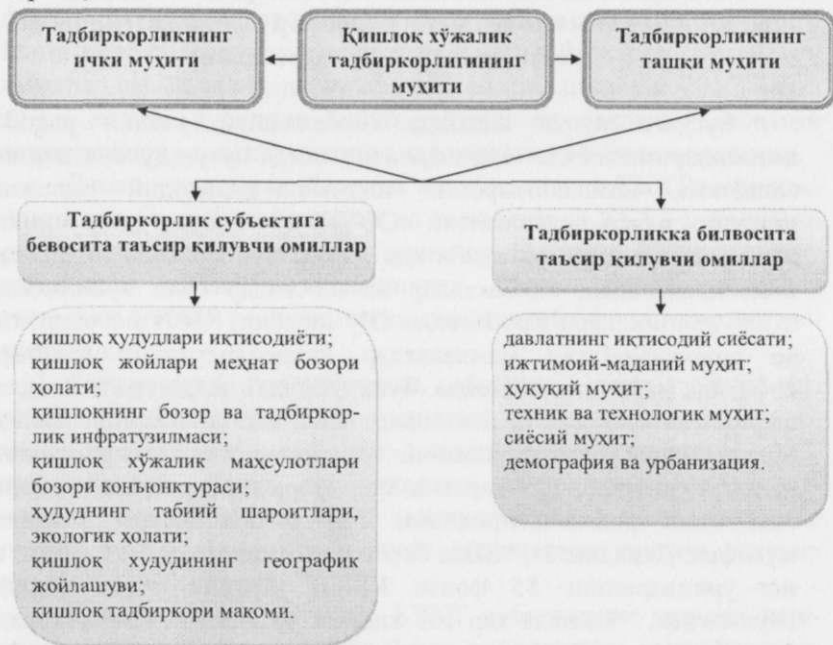 Тадбиркорликнинг
ички муҳити
Қишлоқ хўжалик
тадбиркорлигининг
муҳити
Тадбиркорликнинг
ташқи муҳити
Тадбиркорлик субъектига
бевосита таъсир қилувчи омиллар
Тадбиркорликка билвосита
таъсир қилувчи омиллар
қишлоқ ҳудудлари иқтисодиёти;
қишлоқ жойлари меҳнат бозори
ҳолати;
қишлоқнинг бозор ва тадбиркор-
лик инфратузилмаси;
қишлоқ хўжалик маҳсулотлари
бозори конъюнктураси;
ҳудуднинг табиий шароитлари,
экологик ҳолати;
қишлоқ ҳудудининг географик
жойлашуви;
қишлоқ тадбиркори мақоми.
давлатнинг иқтисодий сиёсати;
ижтимоий-маданий муҳит;
ҳуқуқий муҳит;
техник ва технологик муҳит;
сиёсий муҳит;
демография ва урбанизация.